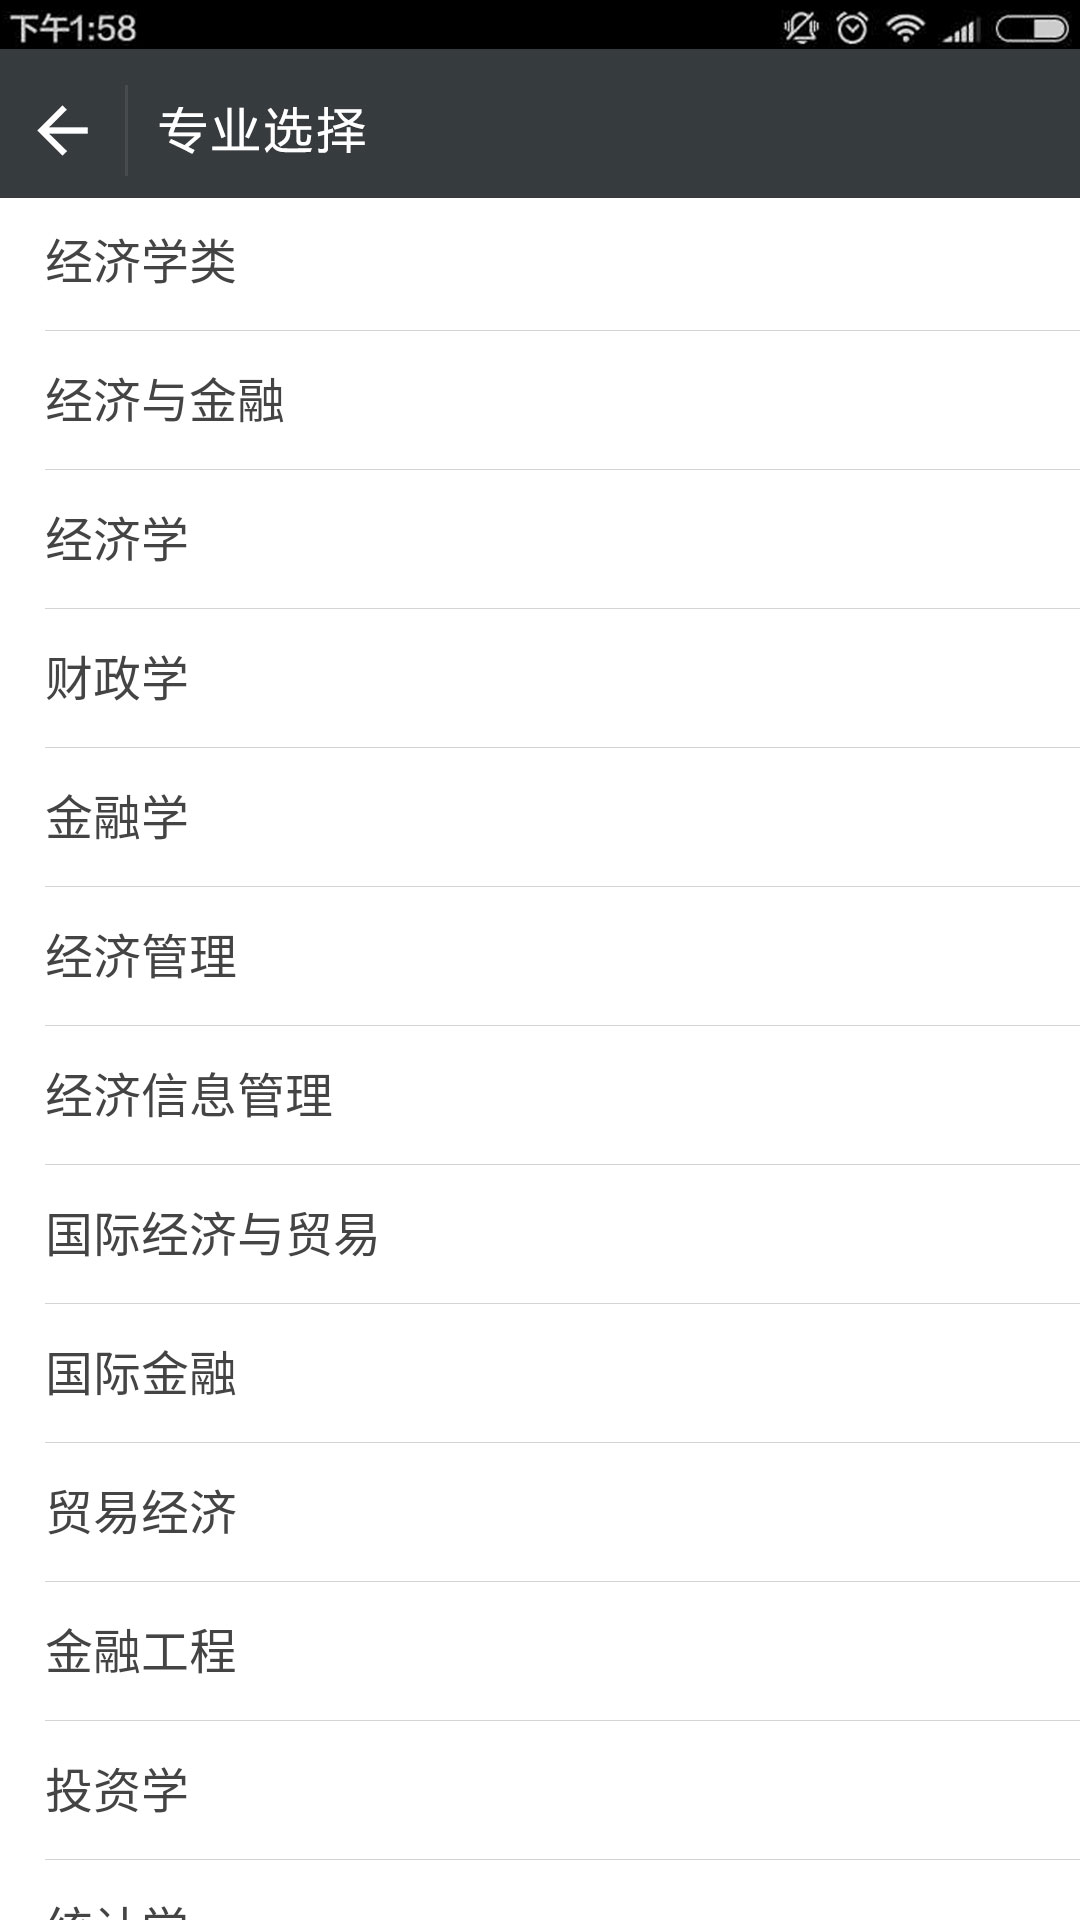 下午1:58
专业选择
经济学类
经济与金融
经济学
财政学
金融学
经济管理
经济信息管理
国际经济与贸易
国际金融
贸易经济
金融工程
投资学
统计学